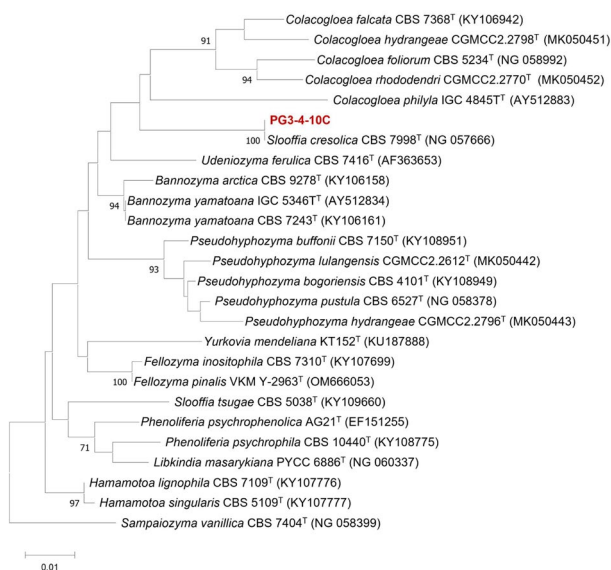 Colacogloea falcata CBS 7368ᵀ (KY106942)
91
Colacogloea hydrangeae CGMCC2.2798ᵀ (MK050451)
Colacogloea foliorum CBS 5234ᵀ (NG 058992)
94
Colacogloea rhododendri CGMCC2.2770ᵀ (MK050452)
Colacogloea philyla IGC 4845Tᵀ (AY512883)
PG3-4-10C
100
Slooffia cresolica CBS 7998ᵀ (NG 057666)
Udeniozyma ferulica CBS 7416ᵀ (AF363653)
Bannozyma arctica CBS 9278ᵀ (KY106158)
94
Bannozyma yamatoana IGC 5346Tᵀ (AY512834)
Bannozyma yamatoana CBS 7243ᵀ (KY106161)
Pseudohyphozyma buffonii CBS 7150ᵀ (KY108951)
93
Pseudohyphozyma lulangensis CGMCC2.2612ᵀ (MK050442)
Pseudohyphozyma bogoriensis CBS 4101ᵀ (KY108949)
Pseudohyphozyma pustula CBS 6527ᵀ (NG 058378)
Pseudohyphozyma hydrangeae CGMCC2.2796ᵀ (MK050443)
Yurkovia mendeliana KT152ᵀ (KU187888)
Fellozyma inositophila CBS 7310ᵀ (KY107699)
100
Fellozyma pinalis VKM Y-2963ᵀ (OM666053)
Slooffia tsugae CBS 5038ᵀ (KY109660)
Phenoliferia psychrophenolica AG21ᵀ (EF151255)
71
Phenoliferia psychrophila CBS 10440ᵀ (KY108775)
Libkindia masarykiana PYCC 6886ᵀ (NG 060337)
Hamamotoa lignophila CBS 7109ᵀ (KY107776)
97
Hamamotoa singularis CBS 5109ᵀ (KY107777)
Sampaiozyma vanillica CBS 7404ᵀ (NG 058399)
0.01